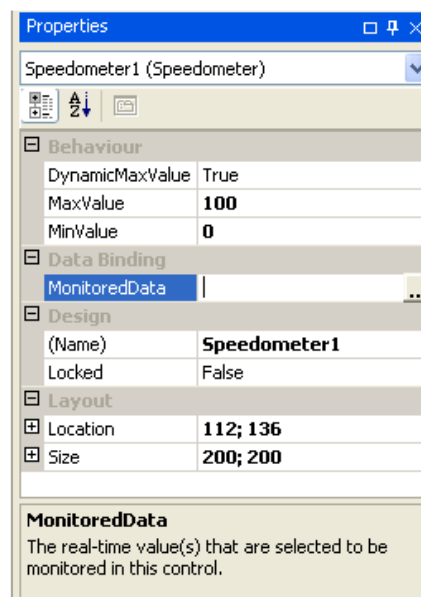 Properties
Speedometer1 (Speedometer)
Behaviour
DynamicMaxValue True
MaxValue 100
MinValue 0
Data Binding
MonitoredData
Design
(Name) Speedometer1
Locked False
Layout
Location 112; 136
Size 200; 200
MonitoredData
The real-time value(s) that are selected to be
monitored in this control.